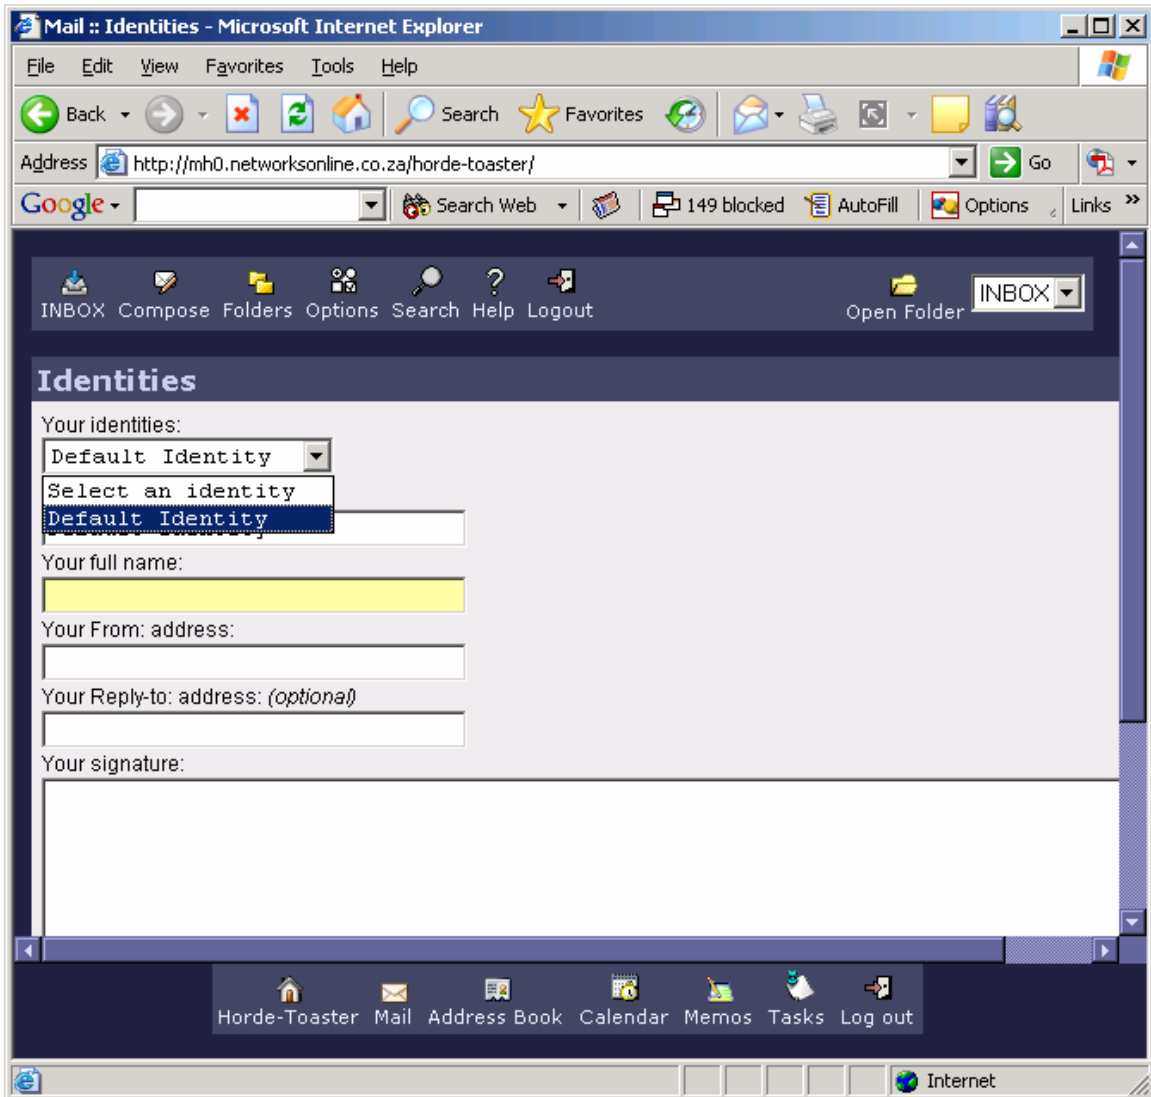 Mail :: Identities - Microsoft Internet Explorer
File Edit View Favorites Tools Help
Back Search Favorites
Address http://mh0.networksonline.co.za/horde-toaster/ Go
Google Search Web 149 blocked AutoFill Options Links »
INBOX Compose Folders Options Search Help Logout Open Folder INBOX
Identities
Your identities:
Default Identity
Select an identity
Default Identity
Your full name:
Your From: address:
Your Reply-to: address: (optional)
Your signature:
Horde-Toaster Mail Address Book Calendar Memos Tasks Log out
Internet